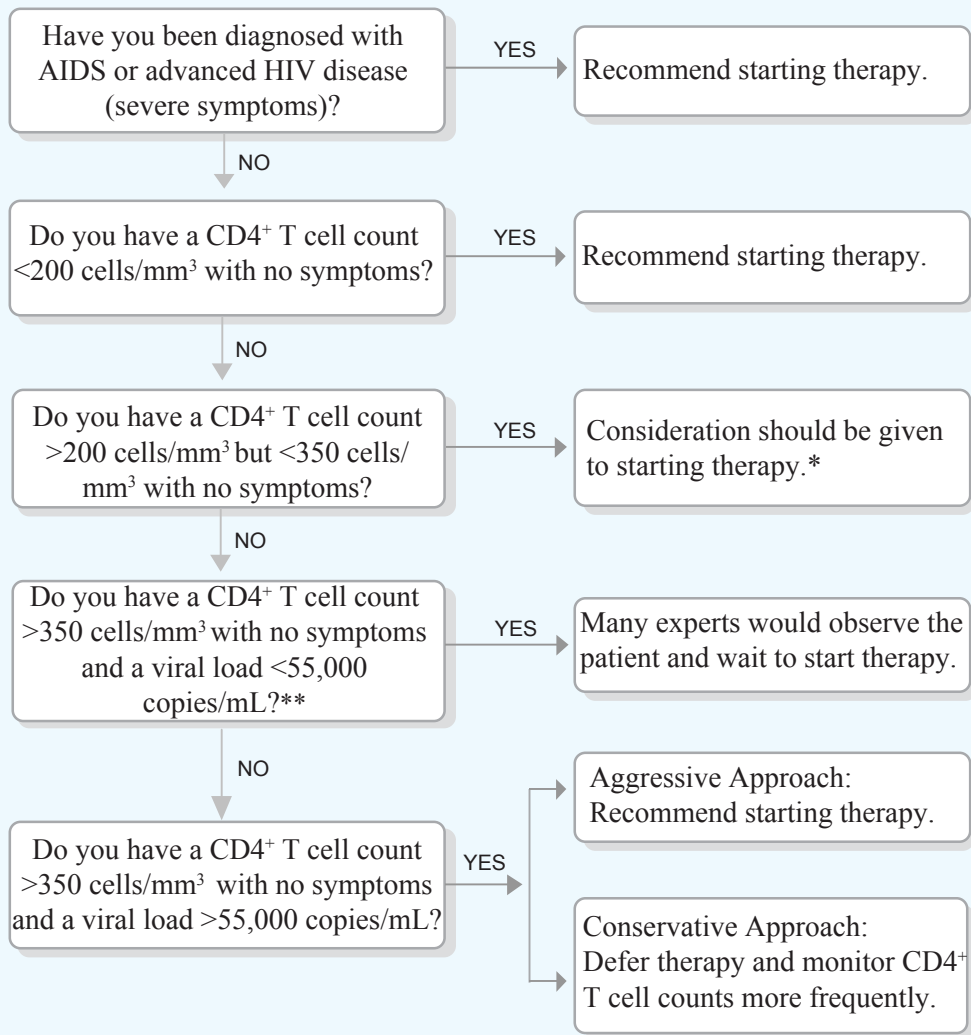 Have you been diagnosed with
AIDS or advanced HIV disease
(severe symptoms)?
YES
Recommend starting therapy.
NO
Do you have a CD4⁺ T cell count
<200 cells/mm³ with no symptoms?
YES
Recommend starting therapy.
NO
Do you have a CD4⁺ T cell count
>200 cells/mm³ but <350 cells/
mm³ with no symptoms?
YES
Consideration should be given
to starting therapy.*
NO
Do you have a CD4⁺ T cell count
>350 cells/mm³ with no symptoms
and a viral load <55,000
copies/mL?**
YES
Many experts would observe the
patient and wait to start therapy.
NO
Do you have a CD4⁺ T cell count
>350 cells/mm³ with no symptoms
and a viral load >55,000 copies/mL?
YES
Aggressive Approach:
Recommend starting therapy.
Conservative Approach:
Defer therapy and monitor CD4⁺
T cell counts more frequently.